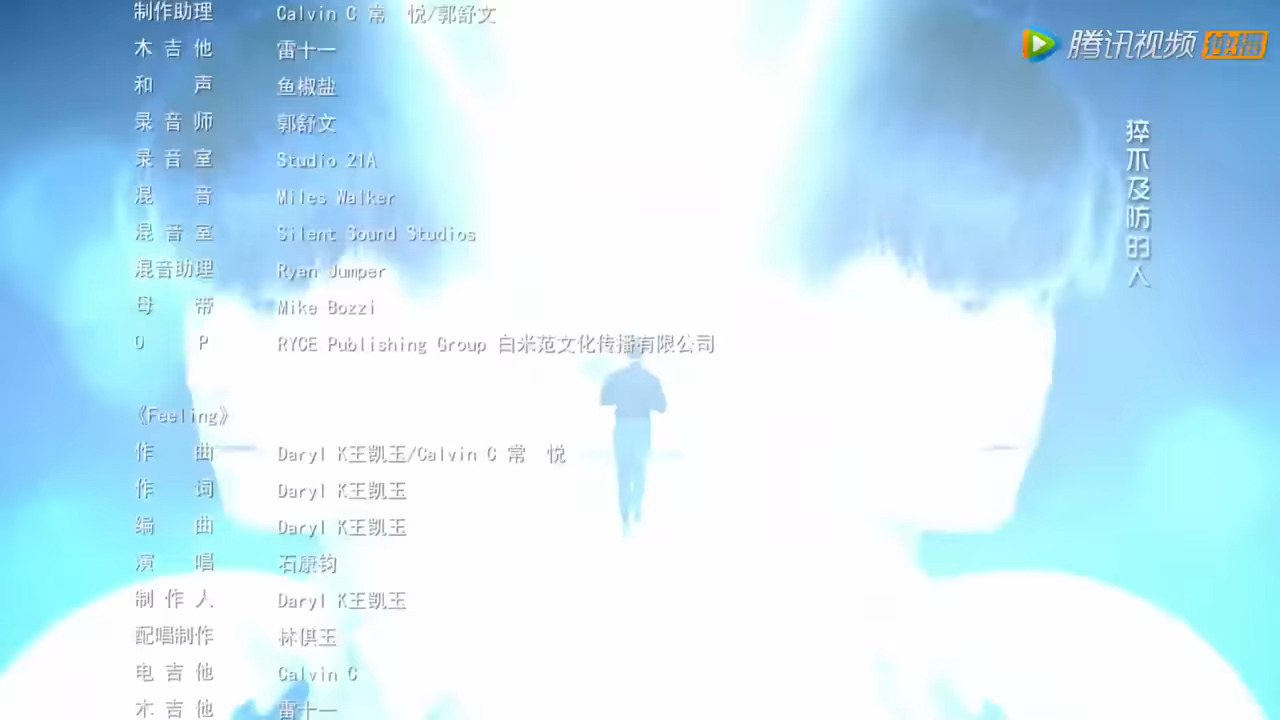 制作助理 Calvin C 常 悦/郭舒文
木吉他 雷十一
和声 鱼椒盐
录音师 郭舒文
录音室 Studio 21A
混音 Miles Walker
混音室 Silent Sound Studios
混音助理 Ryan Jumper
母带 Mike Bozzi
O P RYCE Publishing Group 白米范文化传播有限公司
《Feeling》
作曲 Daryl K王凯玉/Calvin C 常 悦
作词 Daryl K王凯玉
编曲 Daryl K王凯玉
演唱 石康钧
制作人 Daryl K王凯玉
配唱制作 林倛玉
电吉他 Calvin C
木吉他 雷十一
腾讯视频 独播
猝不及防的人